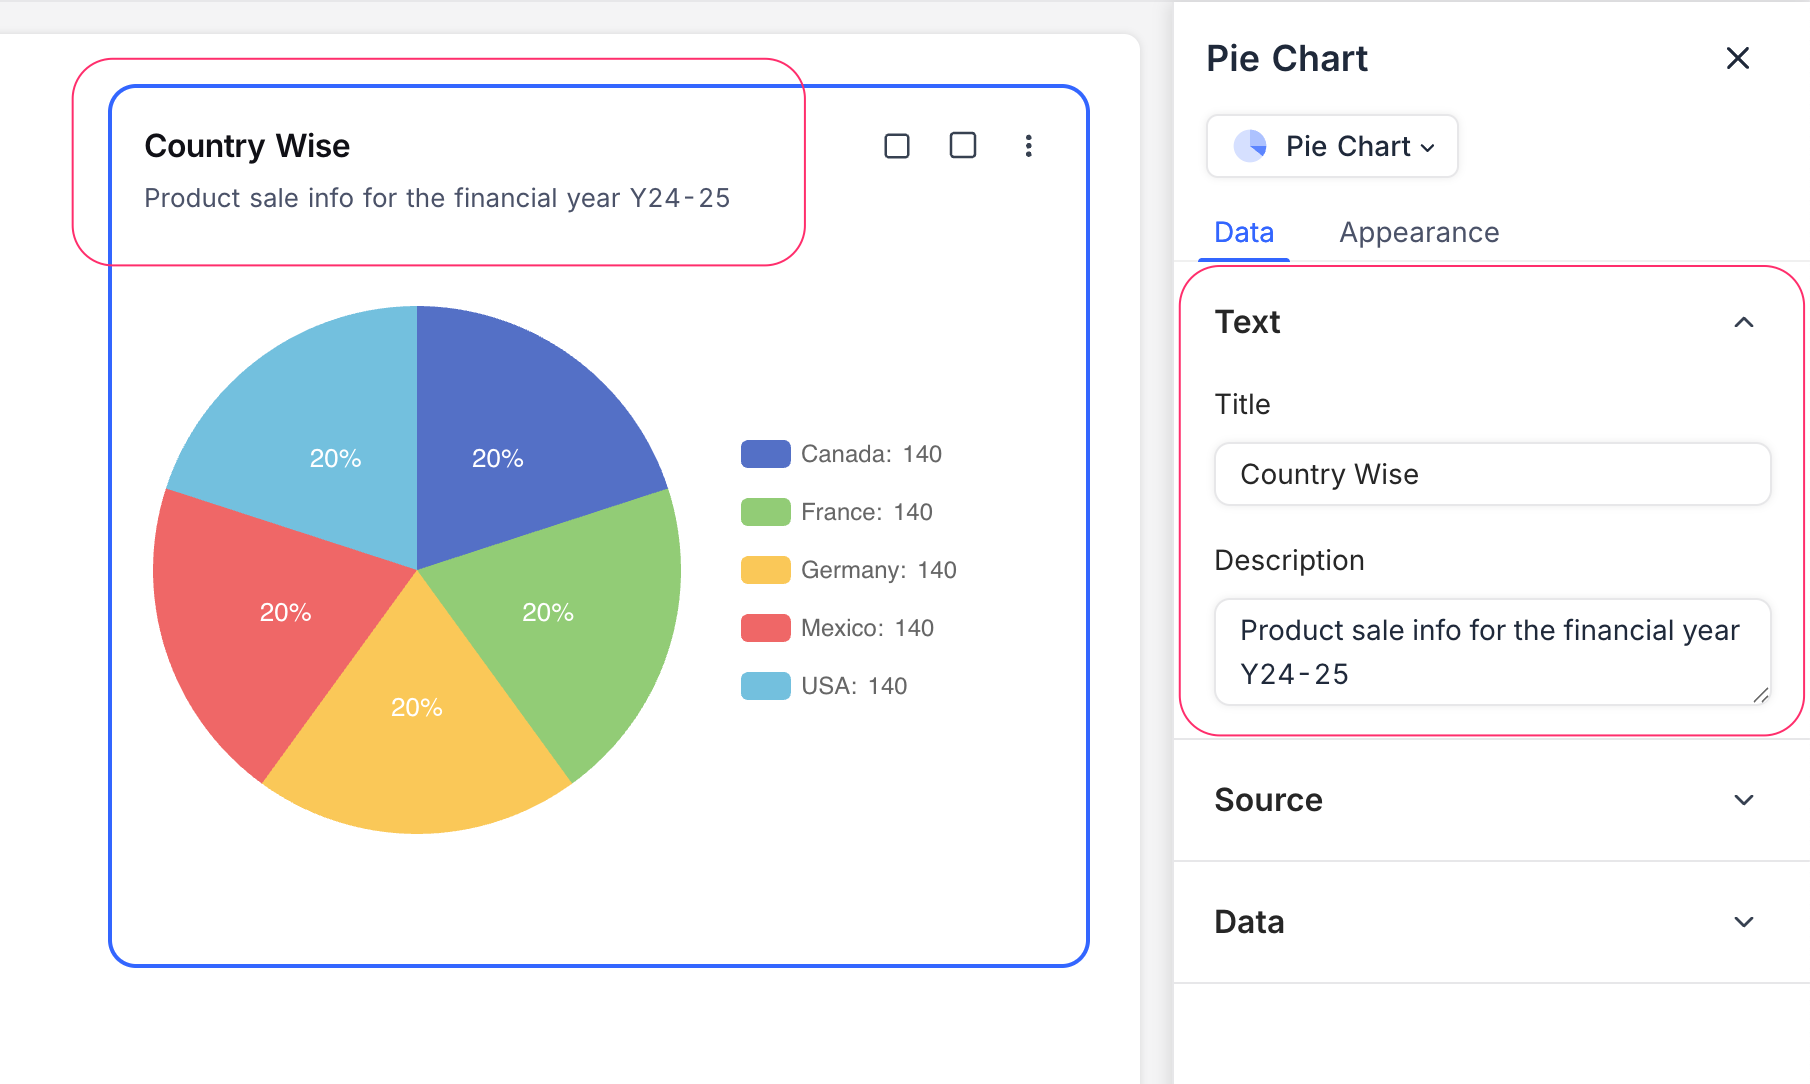 Country Wise
Product sale info for the financial year Y24-25
20%
20%
20%
20%
20%
Canada: 140
France: 140
Germany: 140
Mexico: 140
USA: 140
Pie Chart
Pie Chart
Data
Appearance
Text
Title
Country Wise
Description
Product sale info for the financial year
Y24-25
Source
Data